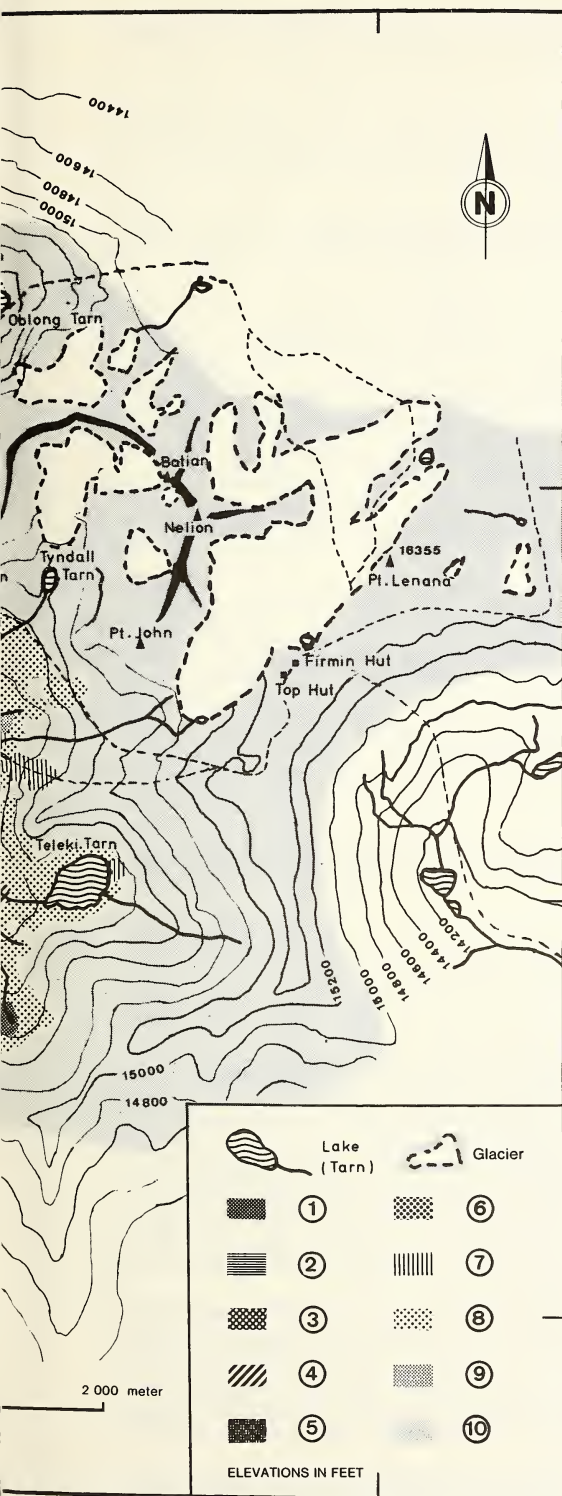 14400
14600
14800
15000
N
Oblong Tarn
Batian
Nelion
Tyndall
Tarn
n
16355
Pt. Lenana
Pt. John
Firmin Hut
Top Hut
Teleki Tarn
15200
15000
14800
14600
14400
14200
15000
14800
Lake
(Tarn)
Glacier
1
6
2
7
3
8
4
9
5
10
2 000 meter
ELEVATIONS IN FEET